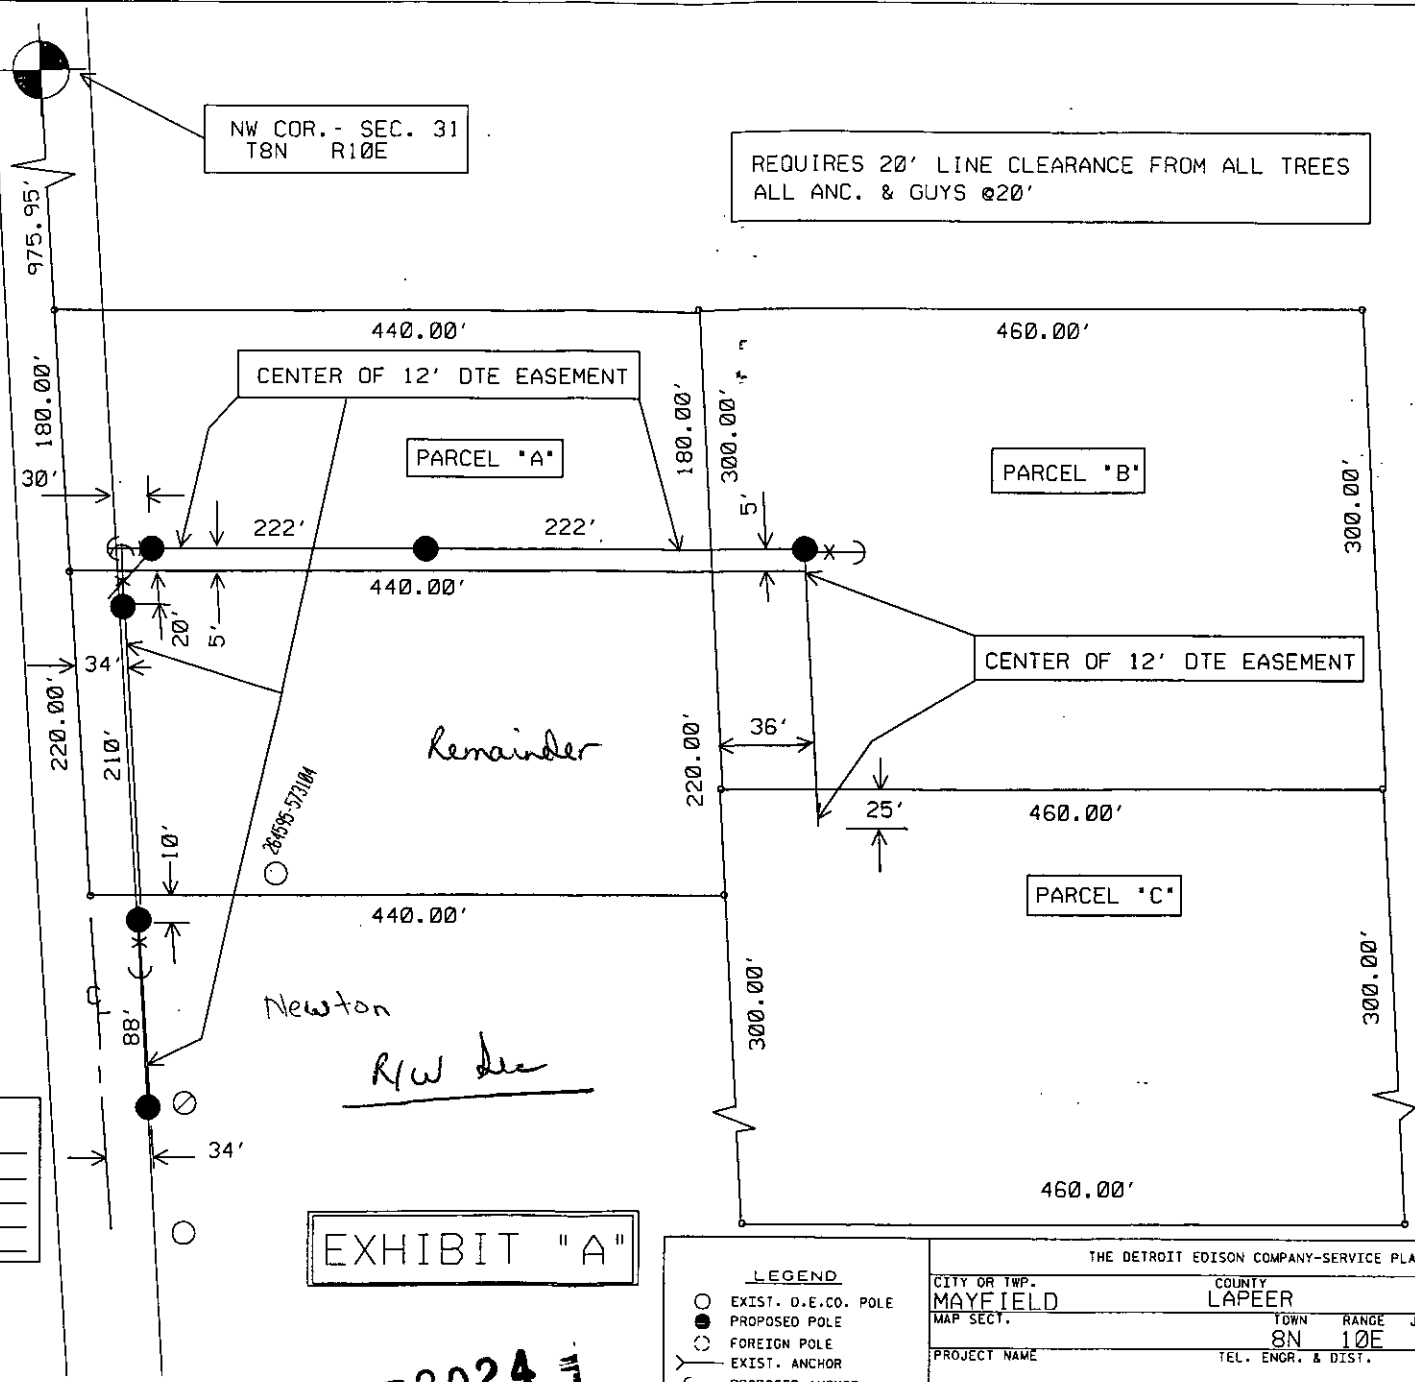 NW COR.- SEC. 31
T8N R10E
REQUIRES 20' LINE CLEARANCE FROM ALL TREES
ALL ANC. & GUYS @20'
975.95'
440.00'
460.00'
180.00'
CENTER OF 12' DTE EASEMENT
180.00'
300.00'
PARCEL "A"
PARCEL "B"
300.00'
30'
222'
222'
5'
440.00'
20'
5'
34'
CENTER OF 12' DTE EASEMENT
220.00'
210'
Remainder
220.00'
36'
264595-573104
25'
460.00'
10'
PARCEL "C"
440.00'
300.00'
300.00'
Newton
88'
R/W Dec
34'
460.00'
EXHIBIT "A"
LEGEND
EXIST. D.E.CO. POLE
PROPOSED POLE
FOREIGN POLE
EXIST. ANCHOR
THE DETROIT EDISON COMPANY-SERVICE PLA
CITY OR TWP.
MAYFIELD
COUNTY
LAPEER
MAP SECT.
TOWN
8N
RANGE
10E
PROJECT NAME
TEL. ENGR. & DIST.